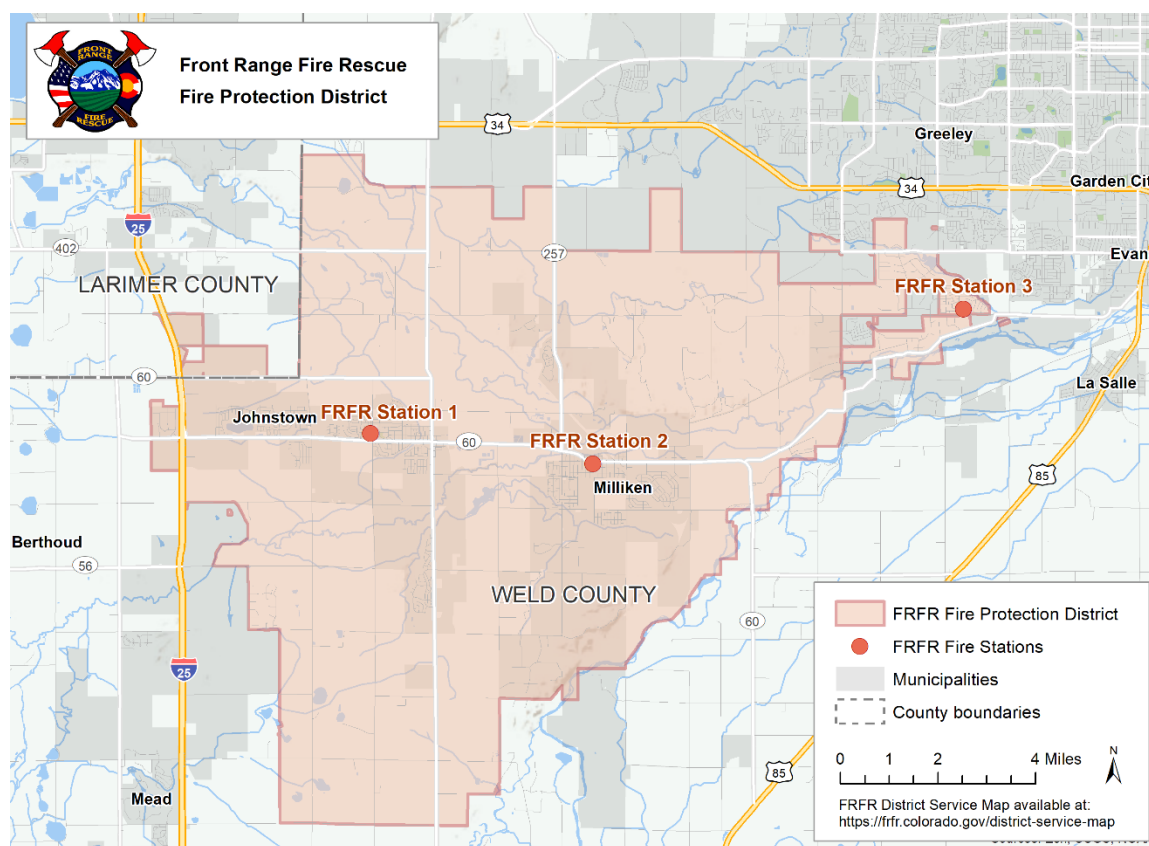 FRONT RANGE
FIRE RESCUE
Front Range Fire Rescue
Fire Protection District
34
Greeley
34
Garden Cit
25
402
257
Evan
LARIMER COUNTY
FRFR Station 3
60
La Salle
Johnstown
FRFR Station 1
60
FRFR Station 2
85
Milliken
Berthoud
56
WELD COUNTY
60
25
85
Mead
FRFR Fire Protection District
FRFR Fire Stations
Municipalities
County boundaries
0 1 2 4 Miles
N
FRFR District Service Map available at:
https://frfr.colorado.gov/district-service-map